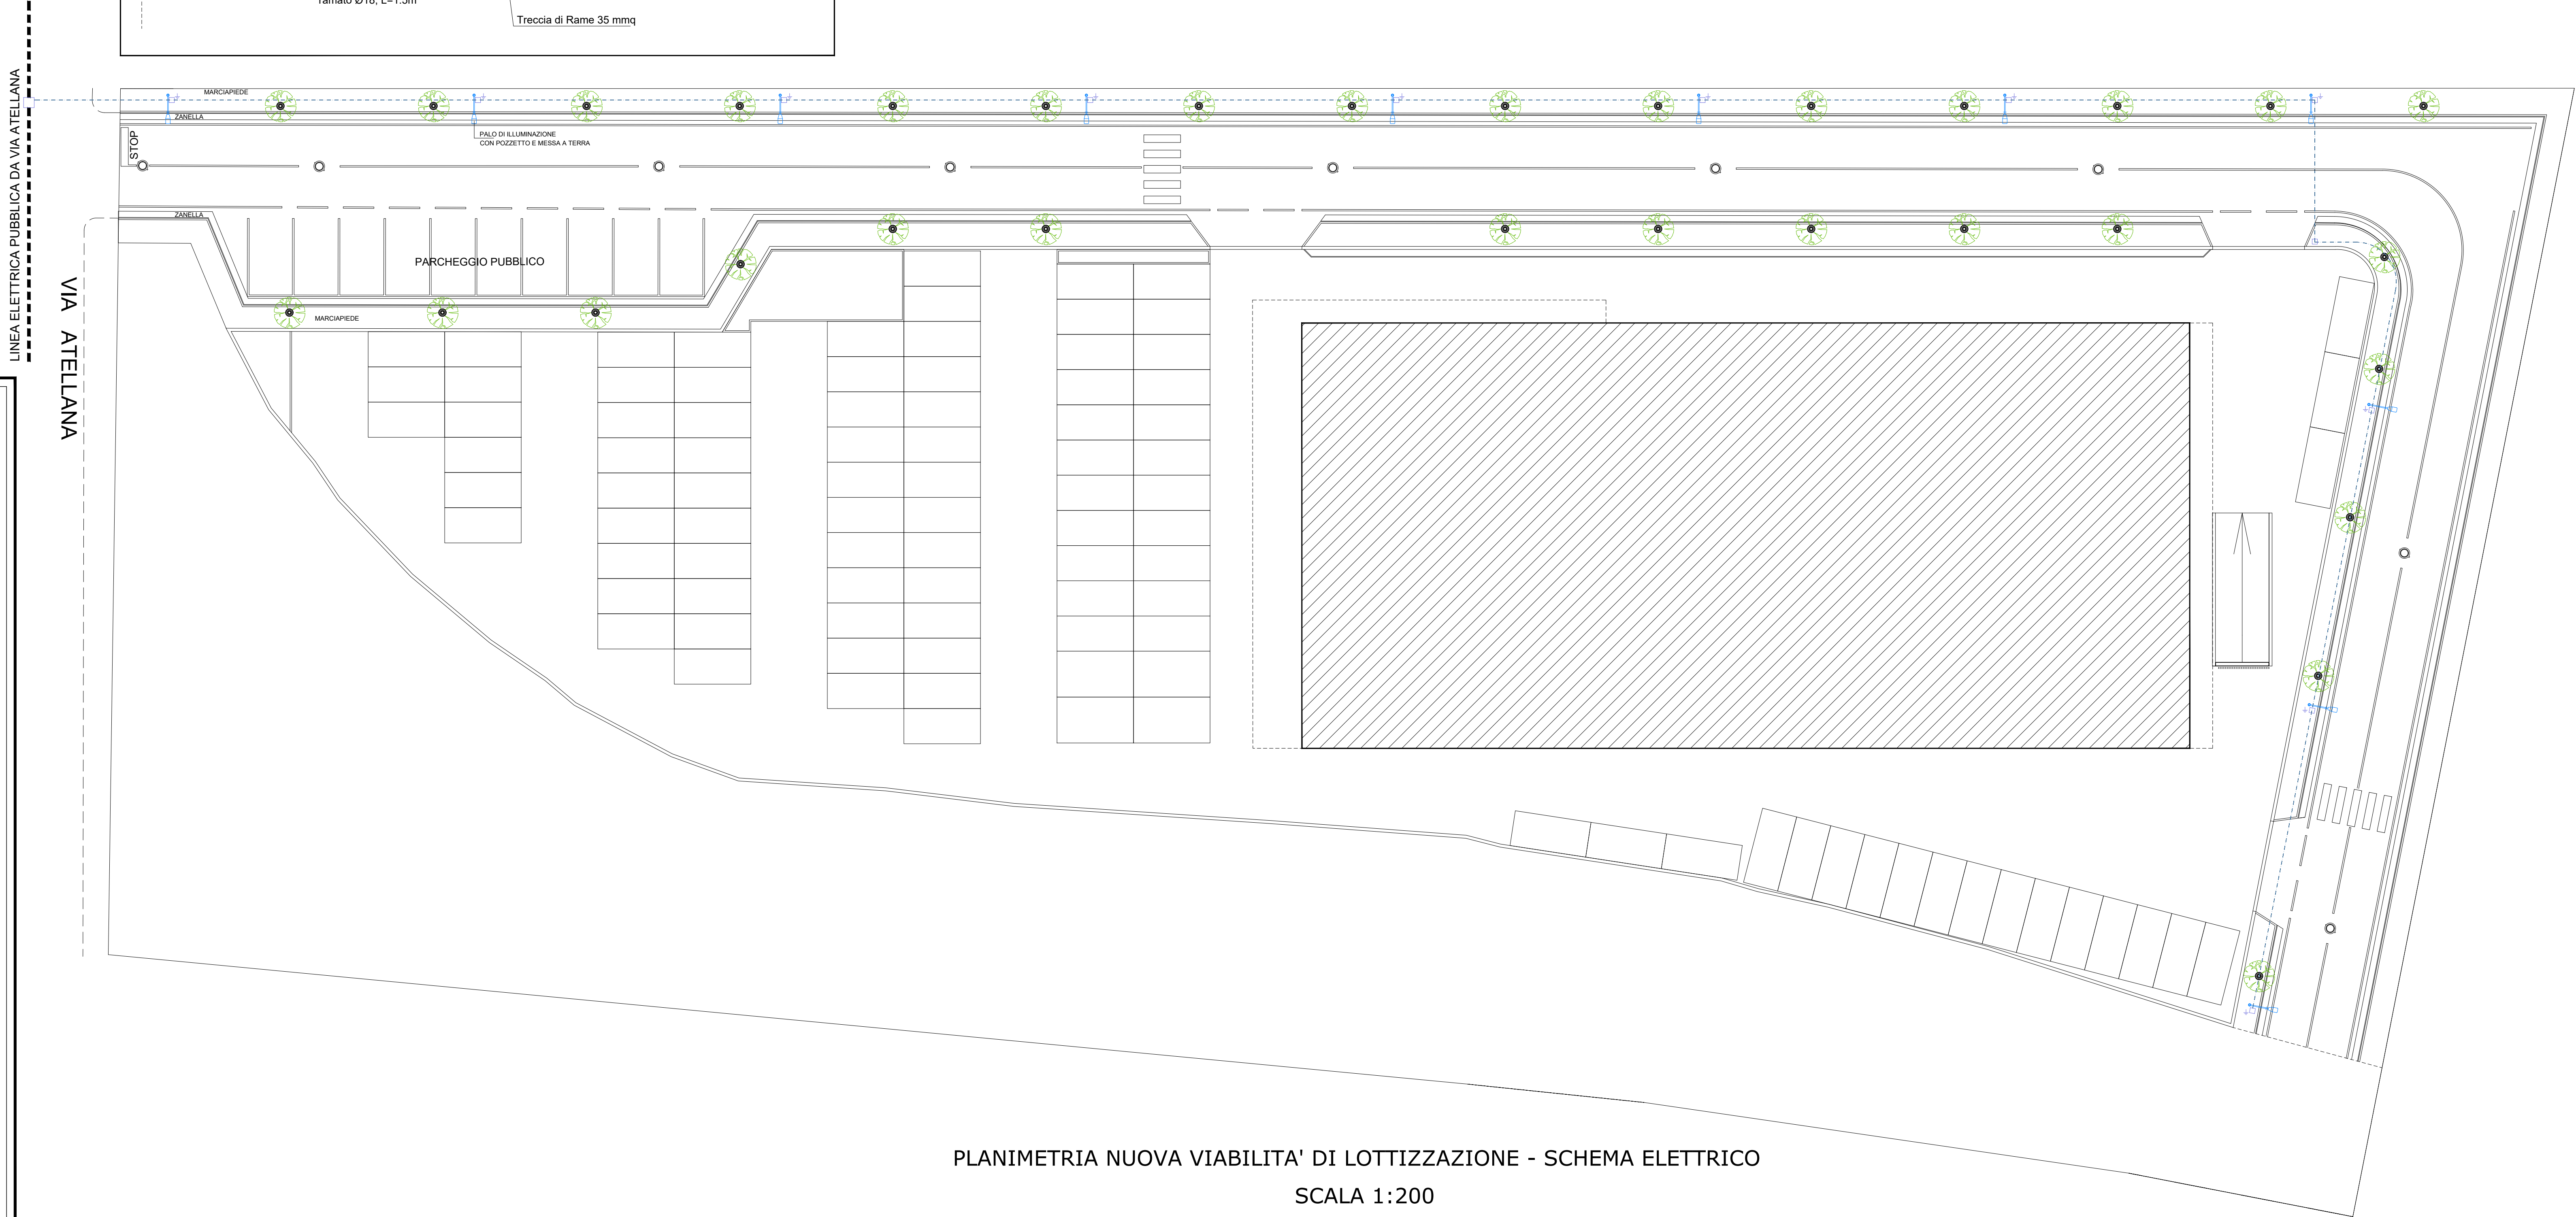 Treccia di Rame 35 mmq
LINEA ELETTRICA PUBBLICA DA VIA ATELLANA
MARCIAPIEDE
ZANELLA
STOP
PALO DI ILLUMINAZIONE
CON POZZETTO E MESSA A TERRA
ZANELLA
PARCHEGGIO PUBBLICO
MARCIAPIEDE
VIA ATELLANA
PLANIMETRIA NUOVA VIABILITA' DI LOTTIZZAZIONE - SCHEMA ELETTRICO
SCALA 1:200